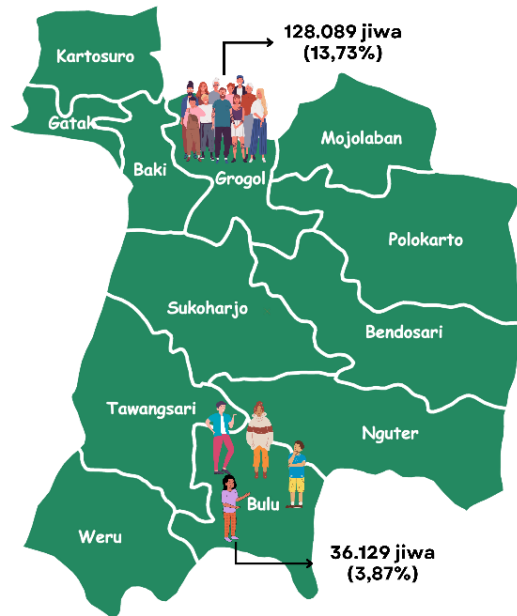 128.089 jiwa
(13,73%)
Kartosuro
Gatak
Baki
Grogol
Mojolaban
Polokarto
Sukoharjo
Bendosari
Tawangsari
Nguter
Bulu
Weru
36.129 jiwa
(3,87%)